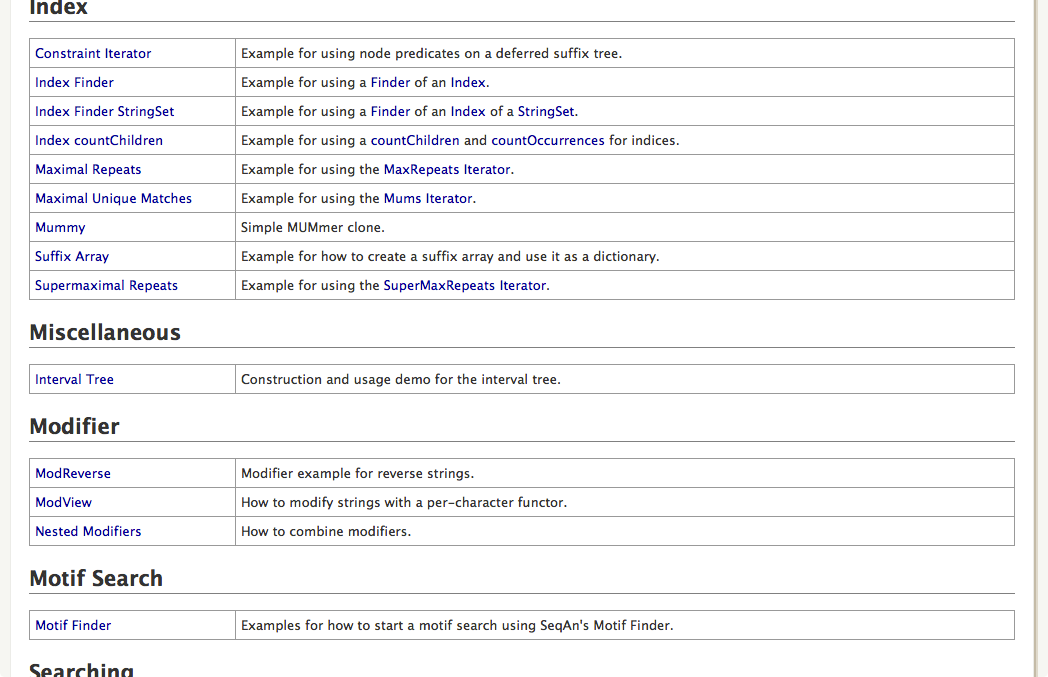 Index
Constraint Iterator Example for using node predicates on a deferred suffix tree.
Index Finder Example for using a Finder of an Index.
Index Finder StringSet Example for using a Finder of an Index of a StringSet.
Index countChildren Example for using a countChildren and countOccurrences for indices.
Maximal Repeats Example for using the MaxRepeats Iterator.
Maximal Unique Matches Example for using the Mums Iterator.
Mummy Simple MUMmer clone.
Suffix Array Example for how to create a suffix array and use it as a dictionary.
Supermaximal Repeats Example for using the SuperMaxRepeats Iterator.
Miscellaneous
Interval Tree Construction and usage demo for the interval tree.
Modifier
ModReverse Modifier example for reverse strings.
ModView How to modify strings with a per-character functor.
Nested Modifiers How to combine modifiers.
Motif Search
Motif Finder Examples for how to start a motif search using SeqAn's Motif Finder.
Searching